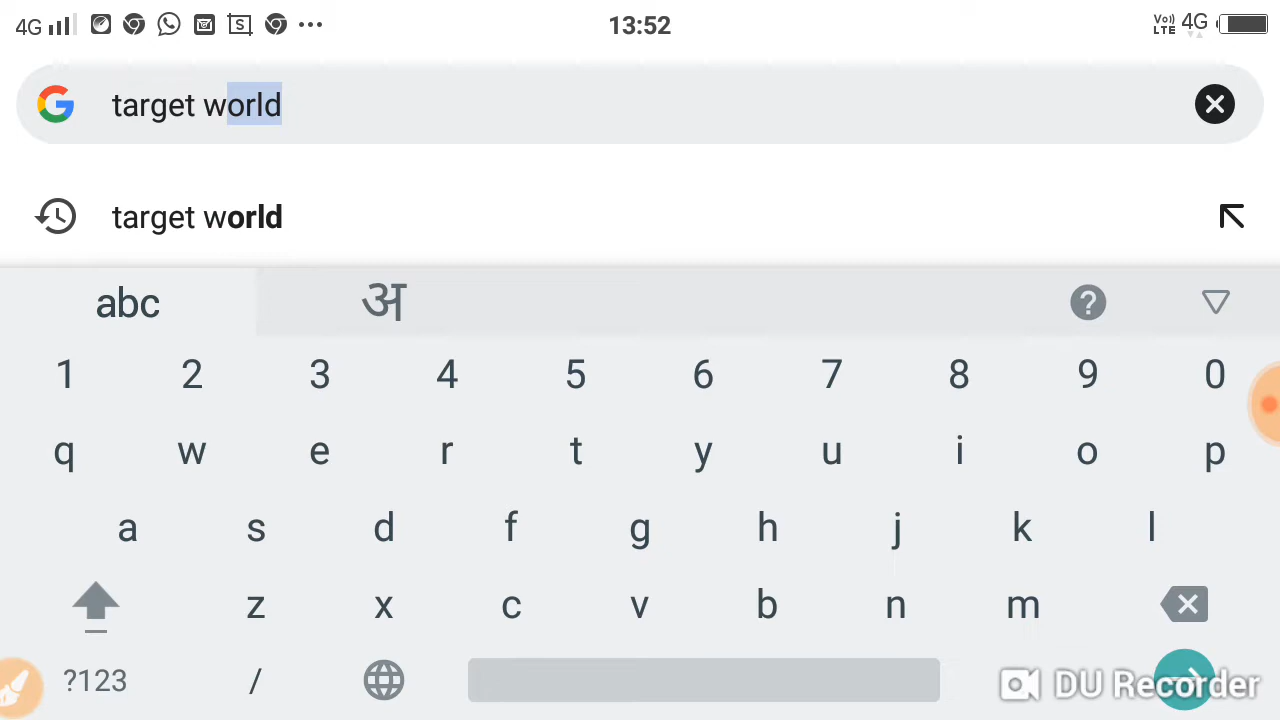 4G 13:52 Vo) LTE 4G
target world
target world
abc अ
1 2 3 4 5 6 7 8 9 0
q w e r t y u i o p
a s d f g h j k l
z x c v b n m
?123 / DU Recorder